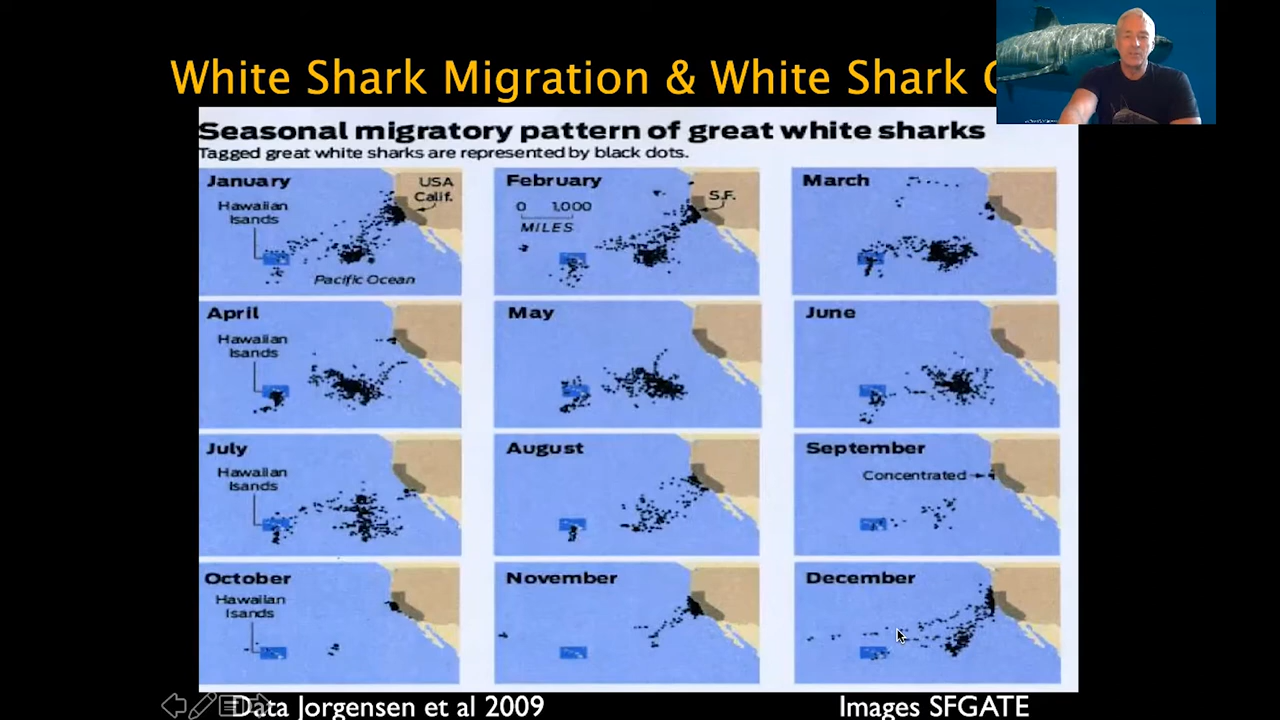 White Shark Migration & White Shark
Seasonal migratory pattern of great white sharks
Tagged great white sharks are represented by black dots.
January
USA
Calif.
Hawaiian
Isands
Pacific Ocean
February
0 1,000
MILES
S.F.
March
April
Hawaiian
Isands
May
June
July
Hawaiian
Isands
August
September
Concentrated
October
Hawaiian
Isands
November
December
Data Jorgensen et al 2009
Images SFGATE